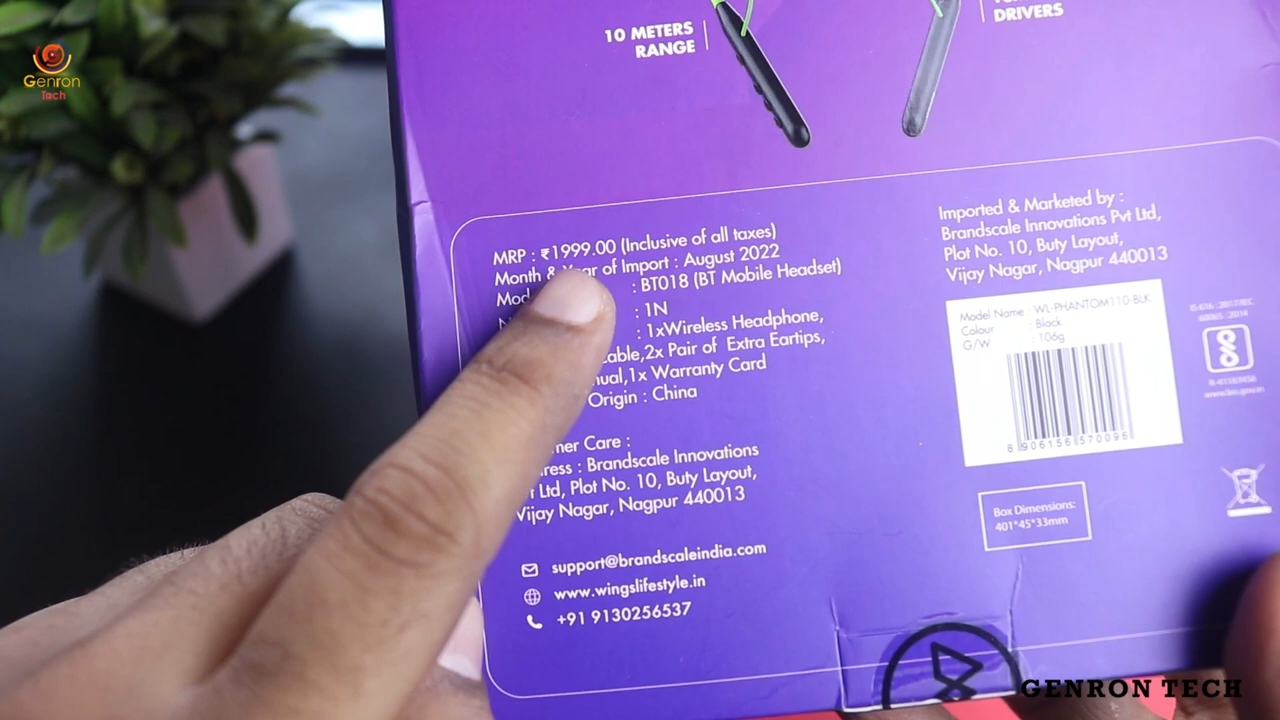 Genron
Tech
10 METERS
RANGE
DRIVERS
MRP : ₹1999.00 (Inclusive of all taxes)
Month & Year of Import : August 2022
: BT018 (BT Mobile Headset)
: 1N
: 1xWireless Headphone,
2x Pair of Extra Eartips,
1x Warranty Card
Origin : China
Care :
: Brandscale Innovations
Ltd, Plot No. 10, Buty Layout,
Vijay Nagar, Nagpur 440013
support@brandscaleindia.com
www.wingslifestyle.in
+91 9130256537
Imported & Marketed by :
Brandscale Innovations Pvt Ltd,
Plot No. 10, Buty Layout,
Vijay Nagar, Nagpur 440013
Model Name : WL-PHANTOM110-BLK
Colour : Black
G/W : 106g
8 906156 570096
www.bis.gov.in
Box Dimensions:
401*45*33mm
GENRON TECH